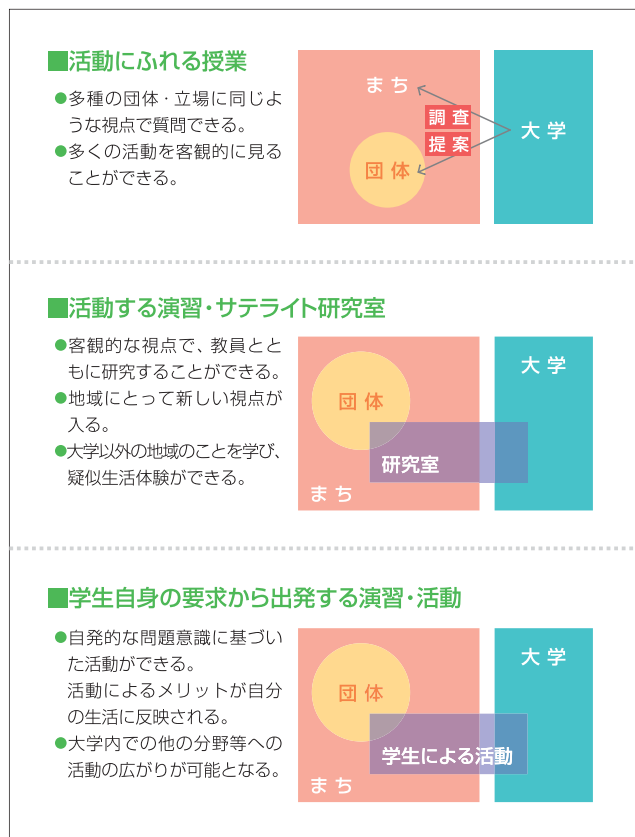 ■活動にふれる授業
●多種の団体・立場に同じよ
うな視点で質問できる。
●多くの活動を客観的に見る
ことができる。
まち
調査
提案
団体
大学
■活動する演習・サテライト研究室
●客観的な視点で、教員とと
もに研究することができる。
●地域にとって新しい視点が
入る。
●大学以外の地域のことを学び、
疑似生活体験ができる。
団体
大学
研究室
まち
■学生自身の要求から出発する演習・活動
●自発的な問題意識に基づい
た活動ができる。
活動によるメリットが自分
の生活に反映される。
●大学内での他の分野等への
活動の広がりが可能となる。
団体
大学
学生による活動
まち